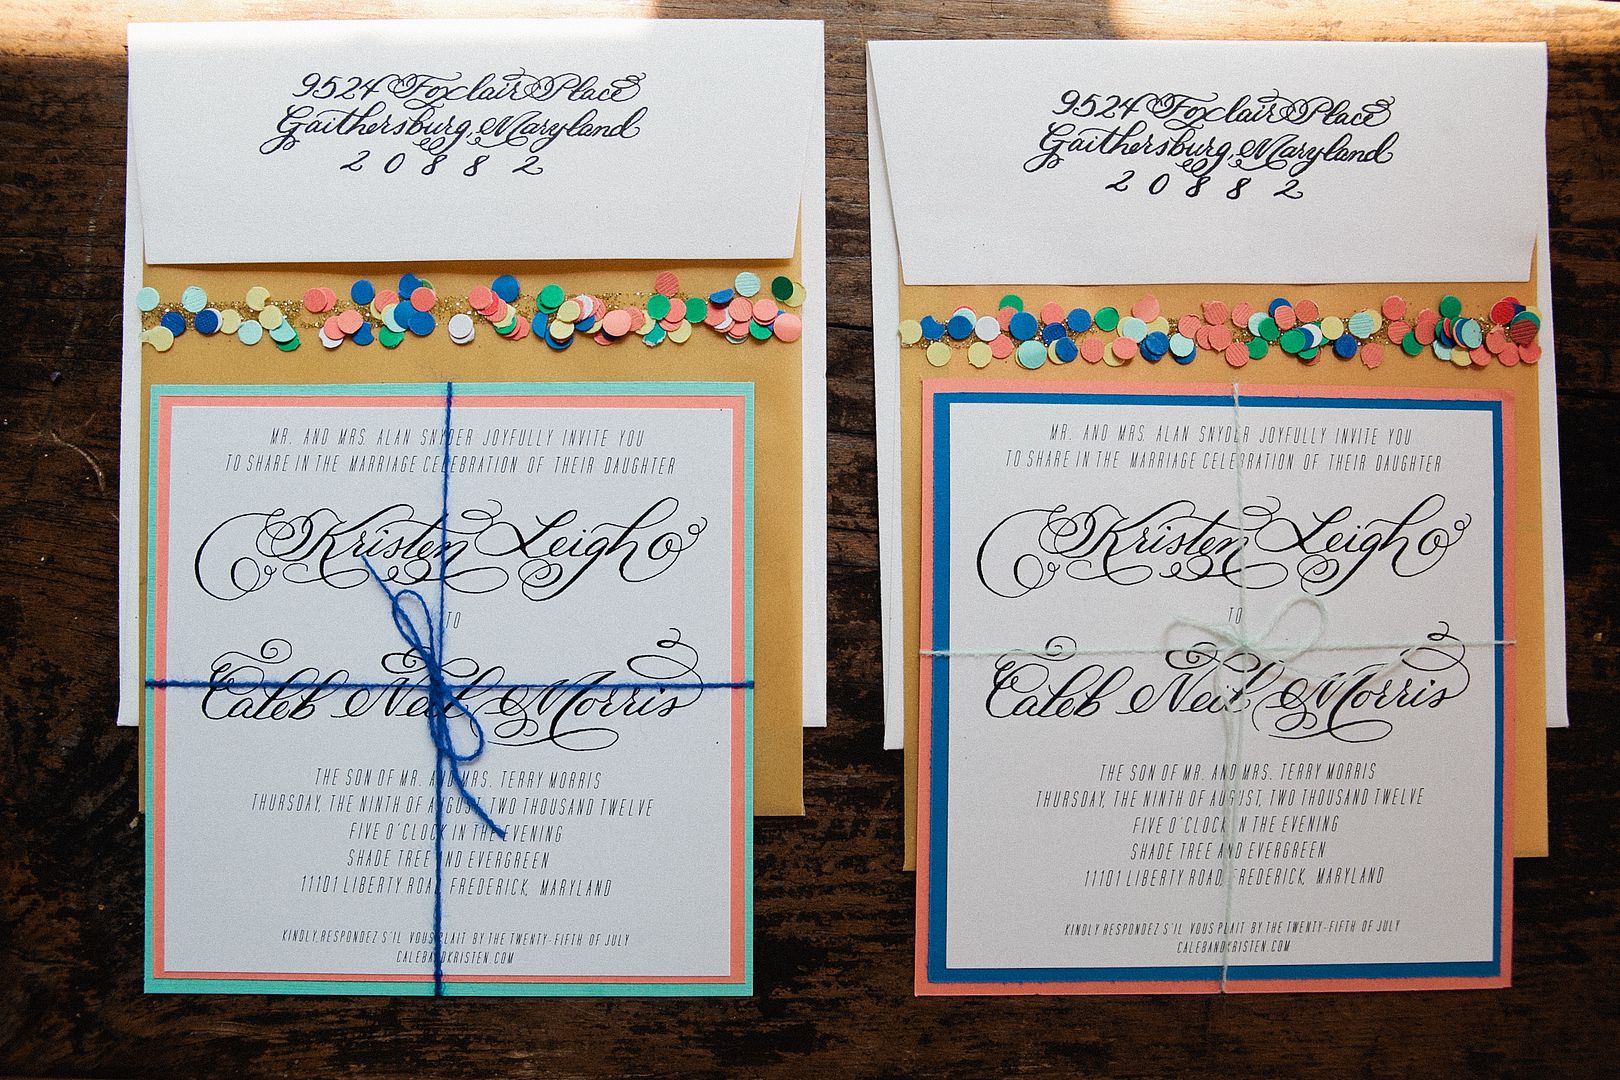 9524 Foxclair Place
Gaithersburg, Maryland
20882
MR. AND MRS. ALAN SNYDER JOYFULLY INVITE YOU
TO SHARE IN THE MARRIAGE CELEBRATION OF THEIR DAUGHTER
Kristen Leigh
TO
Caleb Neil Morris
THE SON OF MR. AND MRS. TERRY MORRIS
THURSDAY, THE NINTH OF AUGUST, TWO THOUSAND TWELVE
FIVE O'CLOCK IN THE EVENING
SHADE TREE AND EVERGREEN
11101 LIBERTY ROAD, FREDERICK, MARYLAND
KINDLY, RESPONDEZ S'IL VOUS PLAIT BY THE TWENTY-FIFTH OF JULY
CALEBANDKRISTEN.COM
9524 Foxclair Place
Gaithersburg, Maryland
20882
MR. AND MRS. ALAN SNYDER JOYFULLY INVITE YOU
TO SHARE IN THE MARRIAGE CELEBRATION OF THEIR DAUGHTER
Kristen Leigh
TO
Caleb Neil Morris
THE SON OF MR. AND MRS. TERRY MORRIS
THURSDAY, THE NINTH OF AUGUST, TWO THOUSAND TWELVE
FIVE O'CLOCK IN THE EVENING
SHADE TREE AND EVERGREEN
11101 LIBERTY ROAD, FREDERICK, MARYLAND
KINDLY, RESPONDEZ S'IL VOUS PLAIT BY THE TWENTY-FIFTH OF JULY
CALEBANDKRISTEN.COM